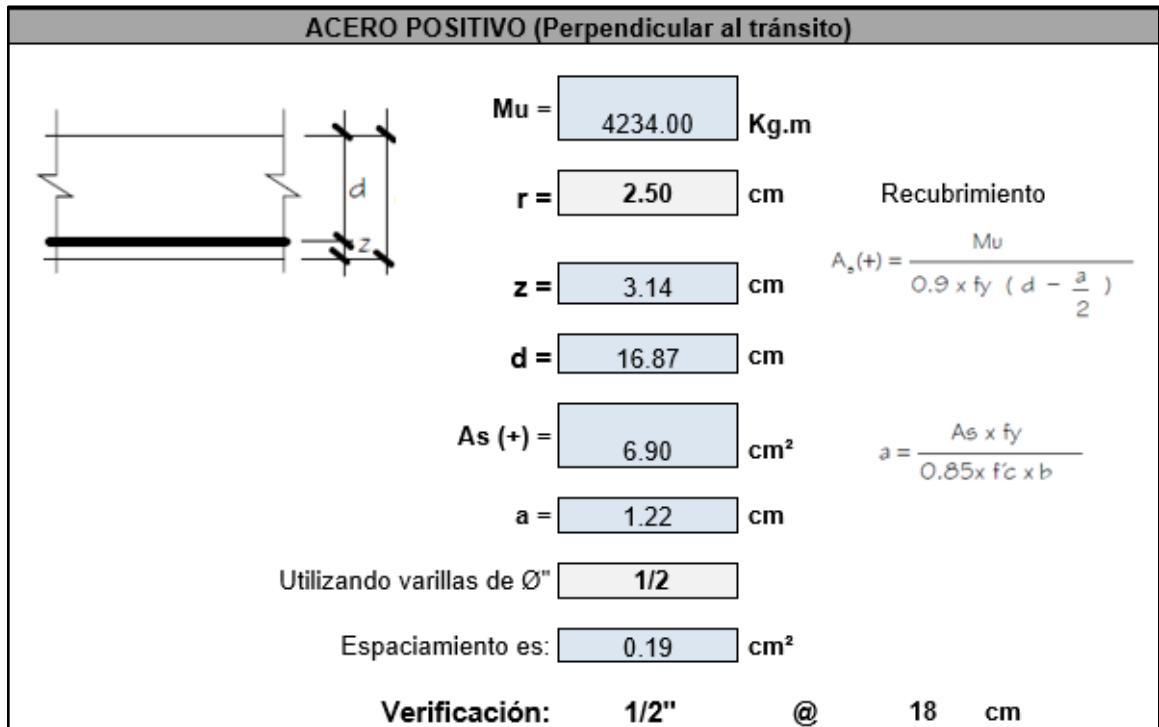 ACERO POSITIVO (Perpendicular al tránsito)
Mu = 4234.00 Kg.m
d
z
r = 2.50 cm Recubrimiento
A_s(+) = Mu / 0.9 x fy ( d - a/2 )
z = 3.14 cm
d = 16.87 cm
As (+) = 6.90 cm²
a = As x fy / 0.85x f'c x b
a = 1.22 cm
Utilizando varillas de Ø" 1/2
Espaciamiento es: 0.19 cm²
Verificación: 1/2" @ 18 cm